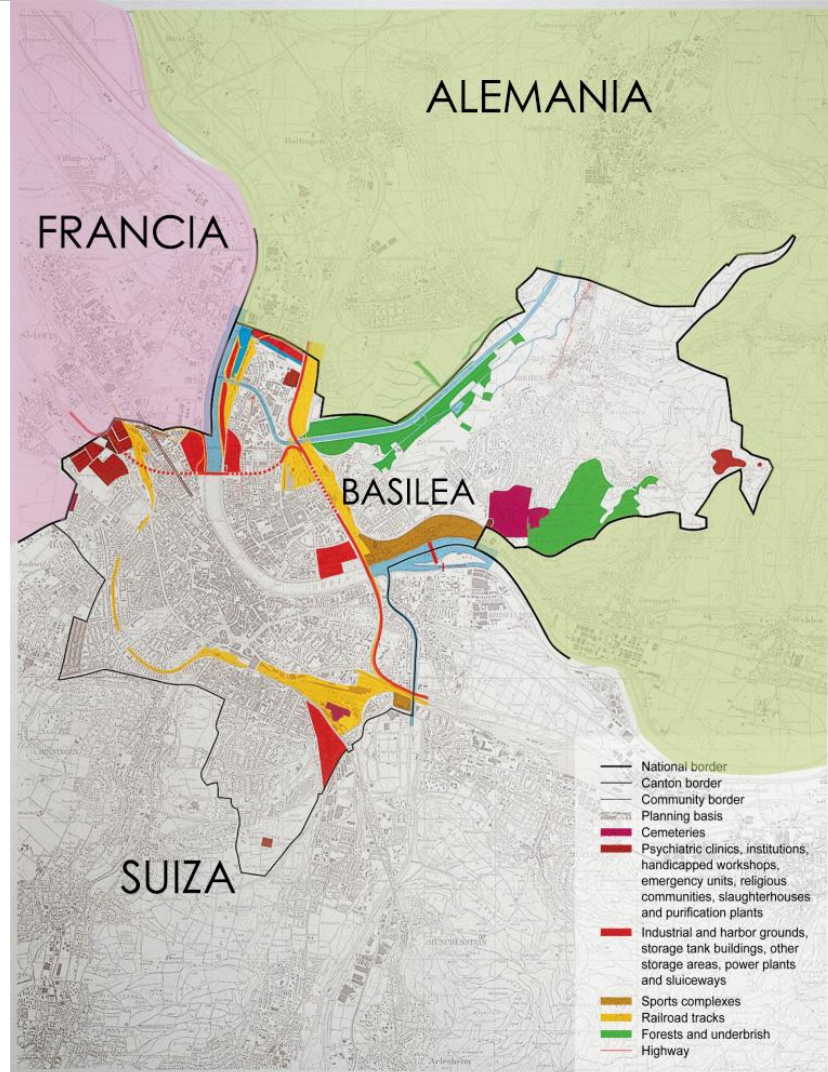 ALEMANIA
FRANCIA
BASILEA
SUIZA
National border
Canton border
Community border
Planning basis
Cemeteries
Psychiatric clinics, institutions,
handicapped workshops,
emergency units, religious
communities, slaughterhouses
and purification plants
Industrial and harbor grounds,
storage tank buildings, other
storage areas, power plants
and sluiceways
Sports complexes
Railroad tracks
Forests and underbrish
Highway